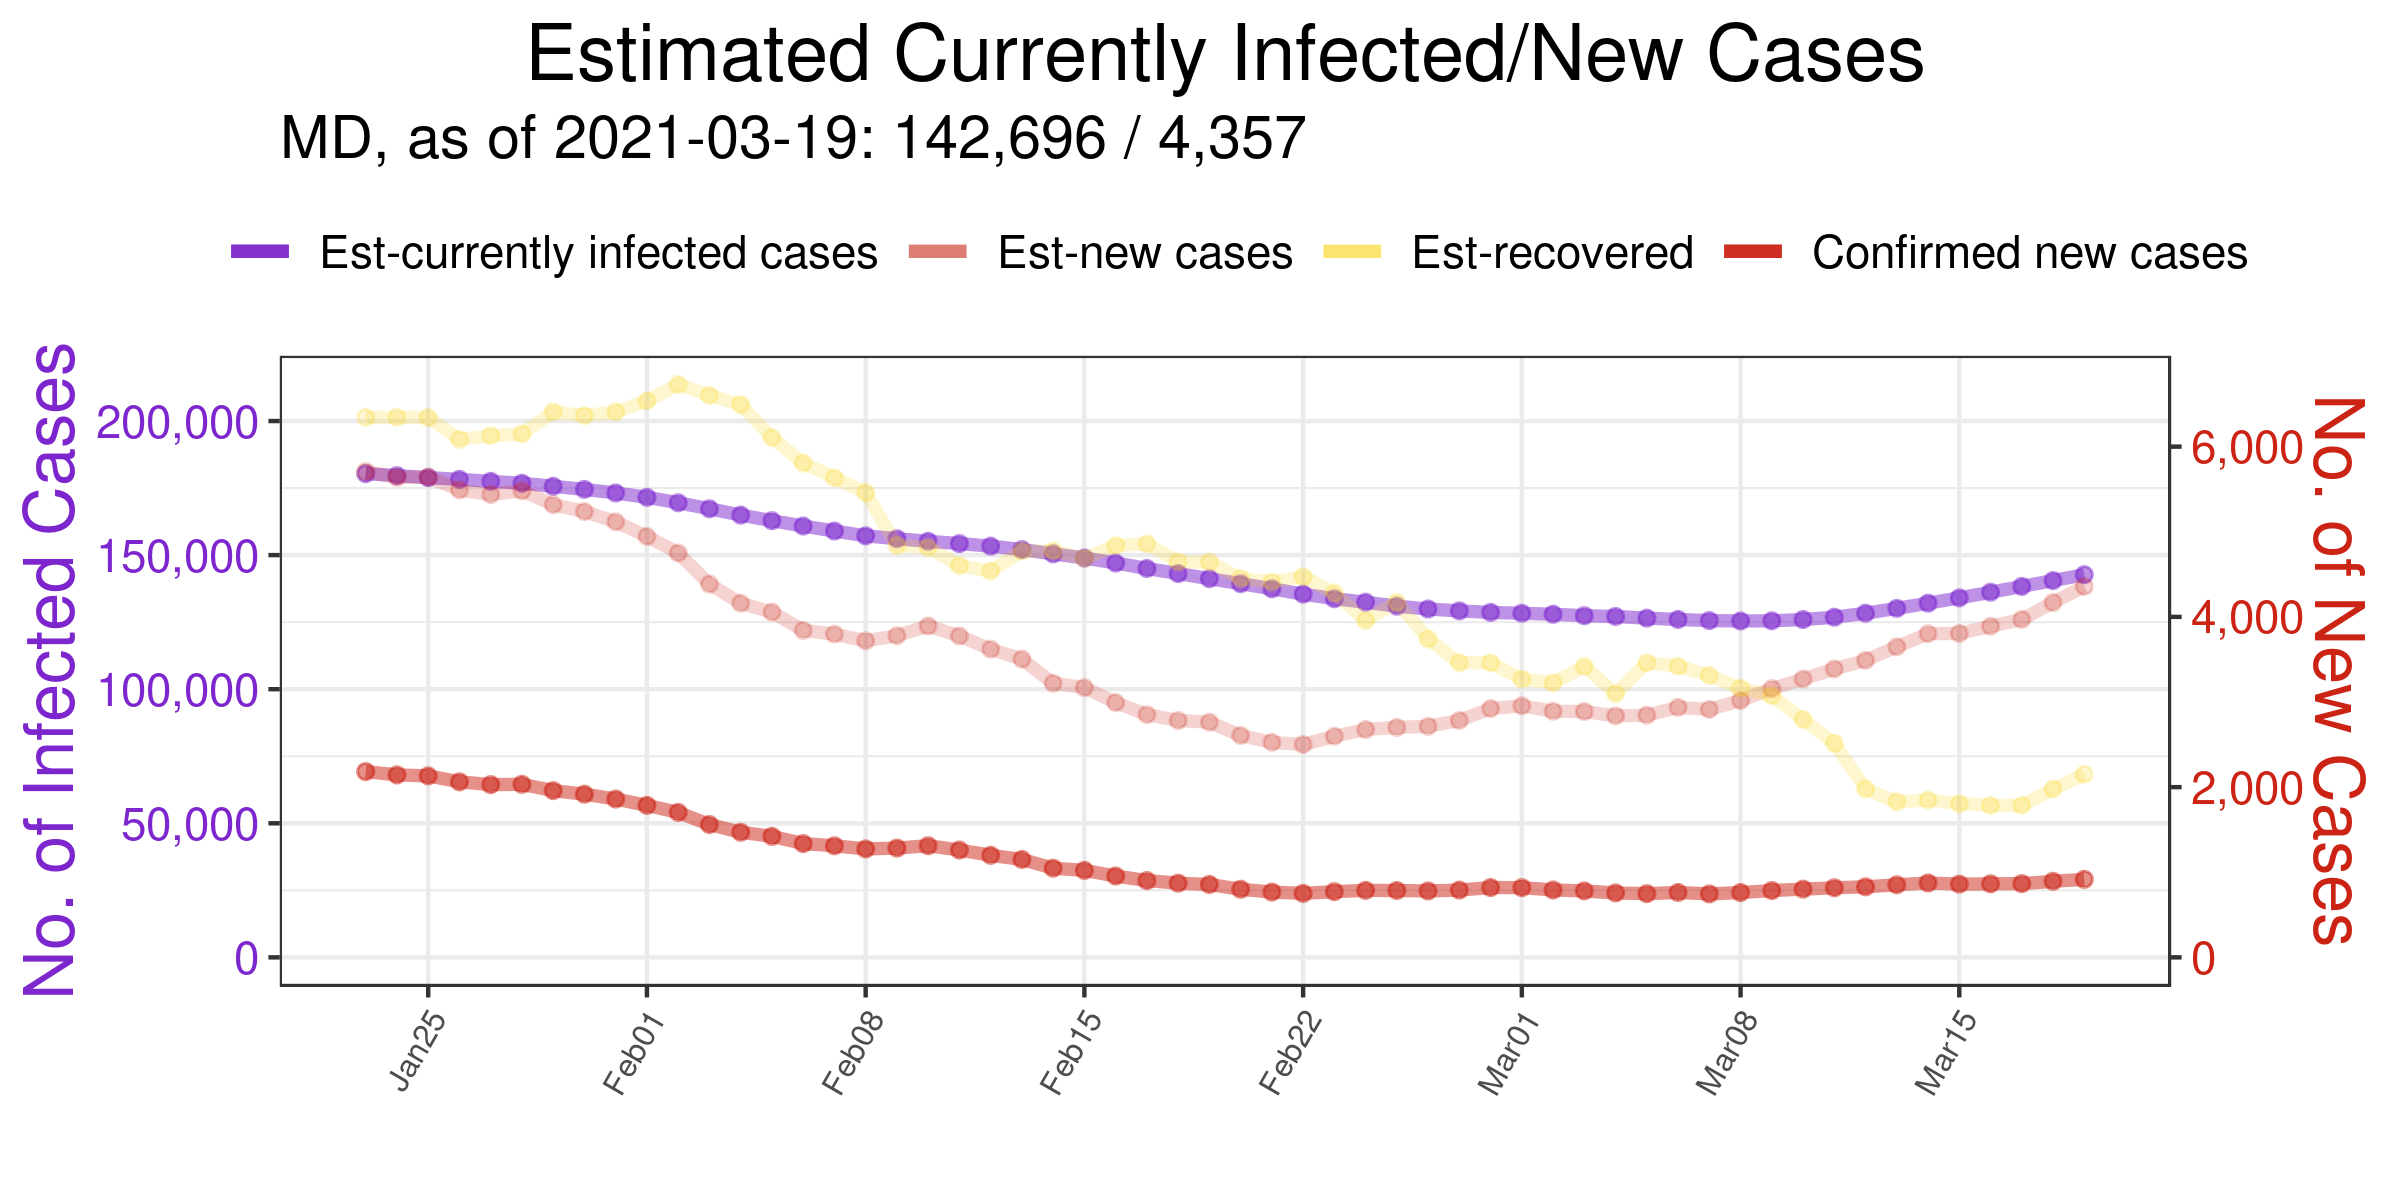 Estimated Currently Infected/New Cases
MD, as of 2021-03-19: 142,696 / 4,357
Est-currently infected cases Est-new cases Est-recovered Confirmed new cases
No. of Infected Cases
200,000
150,000
100,000
50,000
0
6,000
4,000
2,000
0
No. of New Cases
Jan25 Feb01 Feb08 Feb15 Feb22 Mar01 Mar08 Mar15